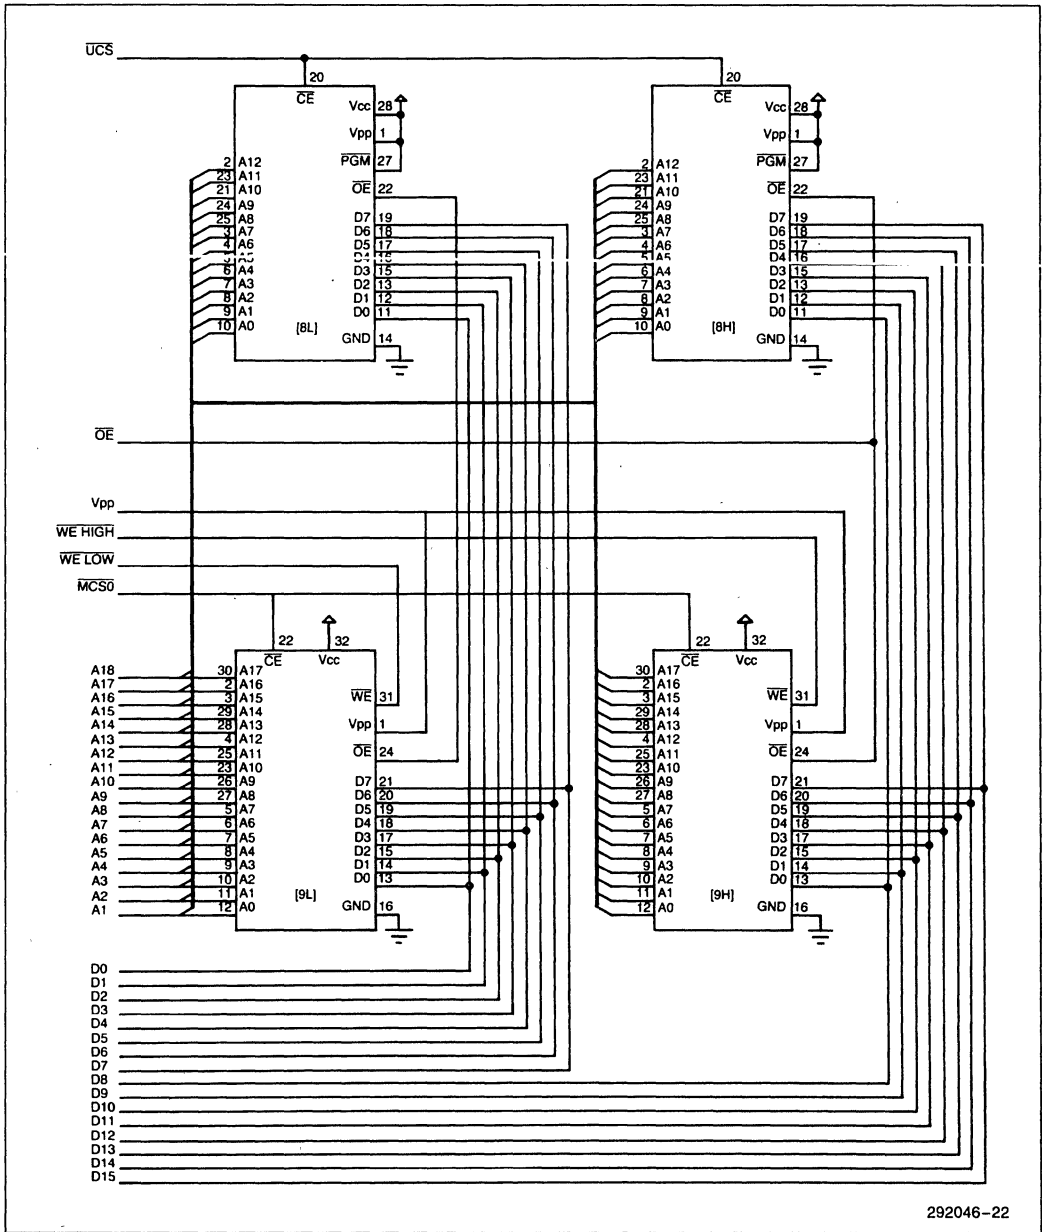 UCS
20 20
CE CE
Vcc 28 Vcc 28
Vpp 1 Vpp 1
PGM 27 PGM 27
2 A12 2 A12
23 A11 23 A11
OE 22 OE 22
21 A10 21 A10
24 A9 24 A9
25 A8 D7 19 25 A8 D7 19
3 A7 D6 18 3 A7 D6 18
4 A6 D5 17 4 A6 D5 17
D4 16 5 A5 D4 16
6 A4 D3 15 6 A4 D3 15
7 A3 D2 13 7 A3 D2 13
8 A2 D1 12 8 A2 D1 12
9 A1 D0 11 9 A1 D0 11
10 A0 [8L] 10 A0 [8H]
GND 14 GND 14
OE
Vpp
WE HIGH
WE LOW
MCS0
22 32 22 32
CE Vcc CE Vcc
A18 30 A17 30 A17
A17 2 A16 2 A16
A16 3 A15 WE 31 3 A15 WE 31
A15 29 A14 29 A14
A14 28 A13 Vpp 1 28 A13 Vpp 1
A13 4 A12 4 A12
A12 25 A11 OE 24 25 A11 OE 24
A11 23 A10 23 A10
A10 26 A9 D7 21 26 A9 D7 21
A9 27 A8 D6 20 27 A8 D6 20
A8 5 A7 D5 19 5 A7 D5 19
A7 6 A6 D4 18 6 A6 D4 18
A6 7 A5 D3 17 7 A5 D3 17
A5 8 A4 D2 15 8 A4 D2 15
A4 9 A3 D1 14 9 A3 D1 14
A3 10 A2 D0 13 10 A2 D0 13
A2 11 A1 [9L] 11 A1 [9H]
A1 12 A0 GND 16 12 A0 GND 16
D0
D1
D2
D3
D4
D5
D6
D7
D8
D9
D10
D11
D12
D13
D14
D15
292046-22